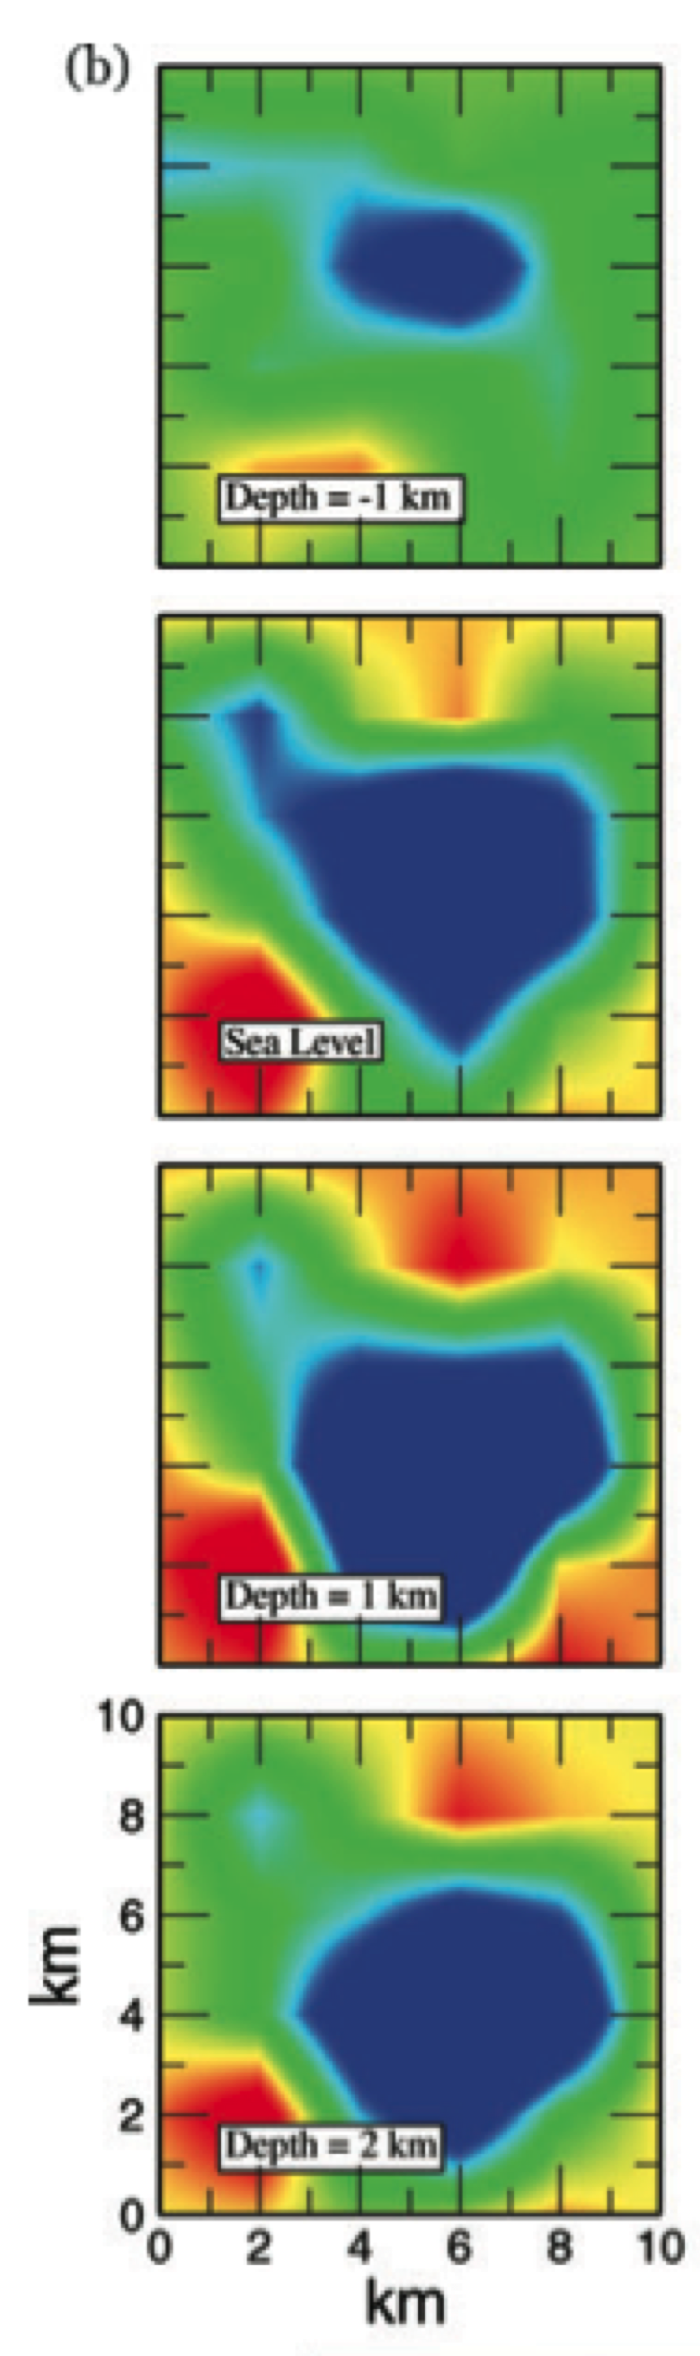 (b)
Depth = -1 km
Sea Level
Depth = 1 km
10
8
6
km
4
2
Depth = 2 km
0
0 2 4 6 8 10
km